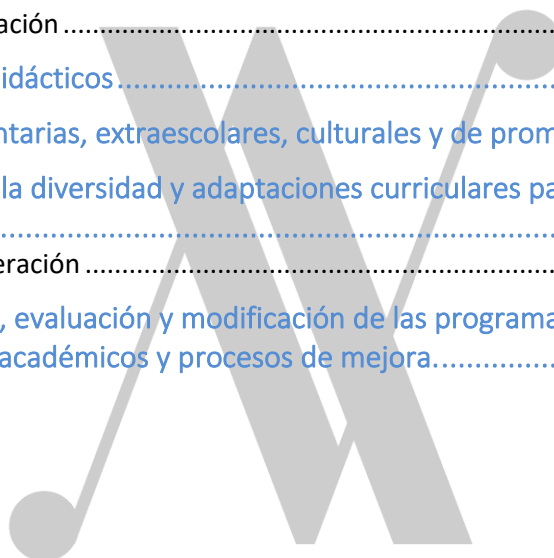 ación ................................................................
idácticos ................................................................
ntarias, extraescolares, culturales y de prom
la diversidad y adaptaciones curriculares pa
................................................................
eración ................................................................
, evaluación y modificación de las programa
académicos y procesos de mejora. ................